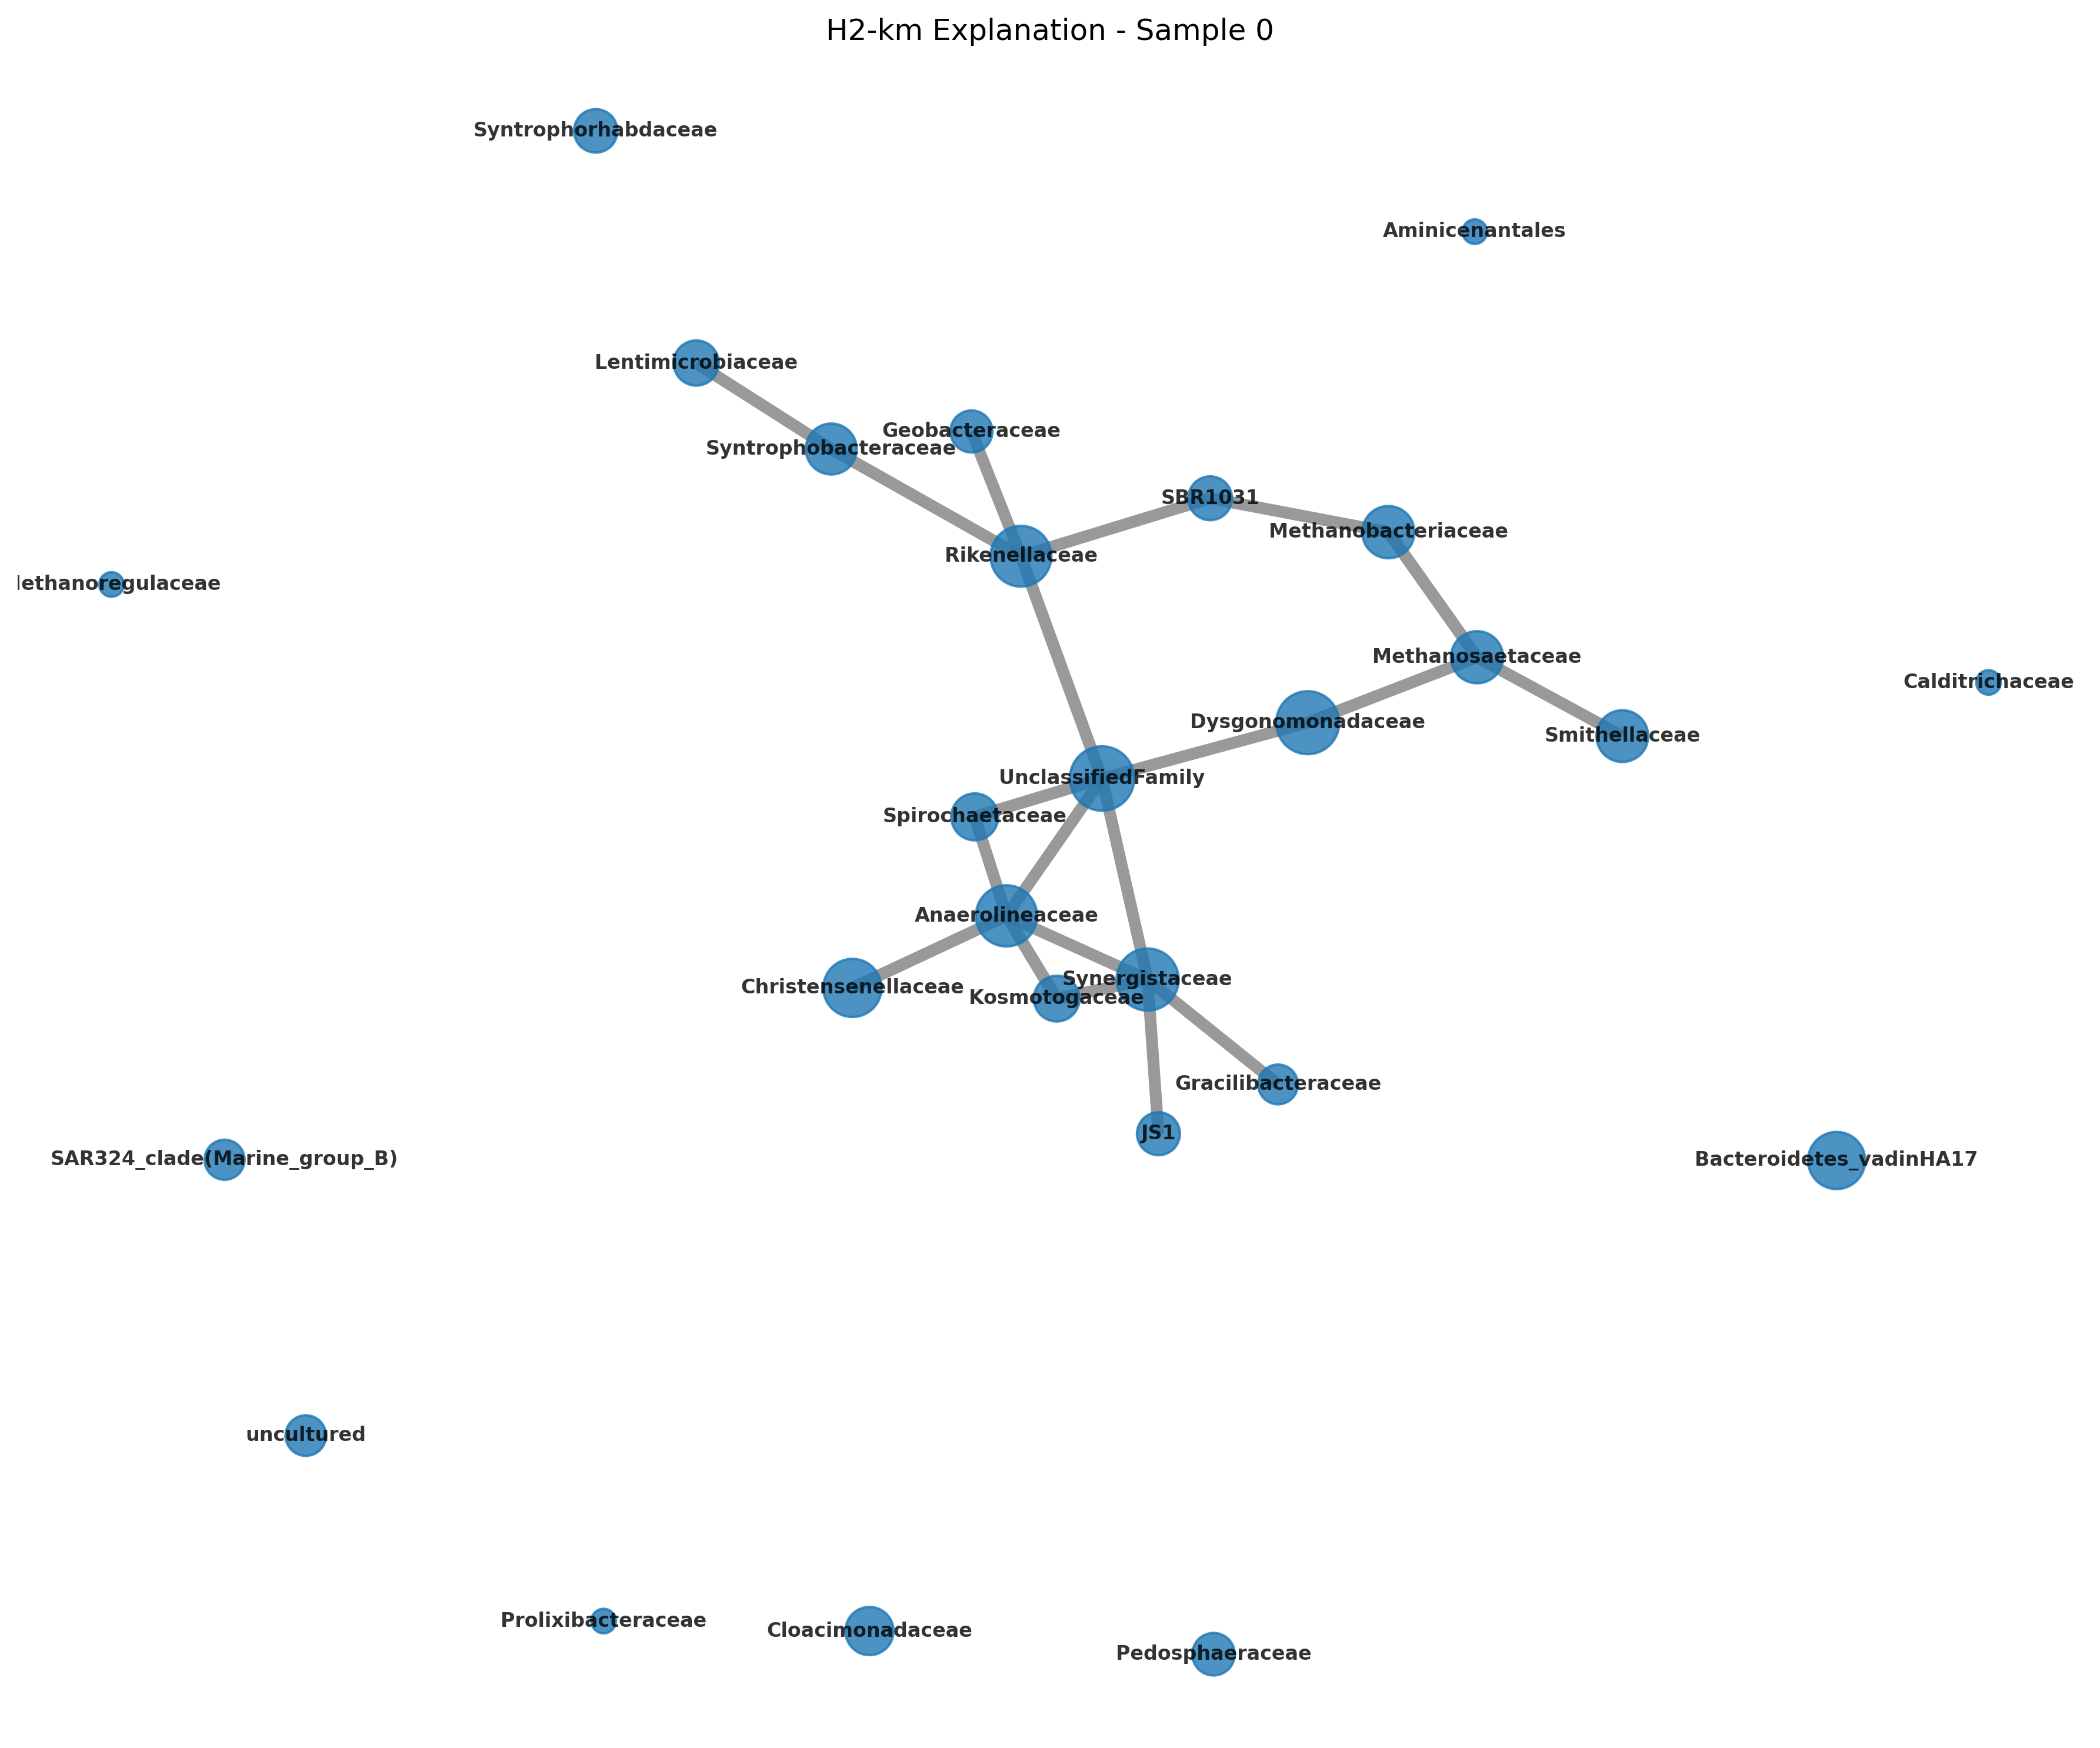 H2-km Explanation - Sample 0
Syntrophorhabdaceae
Aminicenantales
Lentimicrobiaceae
Geobacteraceae
Syntrophobacteraceae
SBR1031
Methanobacteriaceae
Rikenellaceae
lethanoregulaceae
Methanosaetaceae
Calditrichaceae
Dysgonomonadaceae
Smithellaceae
UnclassifiedFamily
Spirochaetaceae
Anaerolineaceae
Synergistaceae
Christensenellaceae
Kosmotogaceae
Gracilibacteraceae
JS1
SAR324_clade(Marine_group_B)
Bacteroidetes_vadinHA17
uncultured
Prolixibacteraceae
Cloacimonadaceae
Pedosphaeraceae